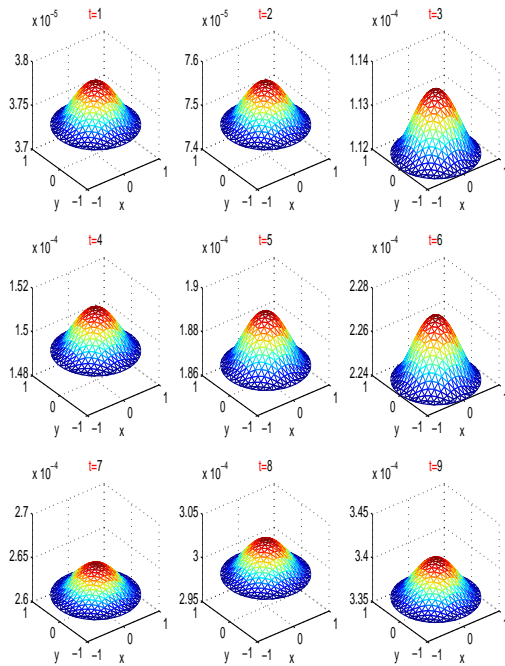 x 10⁻⁵ t=1 x 10⁻⁵ t=2 x 10⁻⁴ t=3
3.8 7.6 1.14
3.75 7.5 1.13
3.7 7.4 1.12
1 1 1 1 1 1
0 0 0 0 0 0
y −1 −1 x y −1 −1 x y −1 −1 x
x 10⁻⁴ t=4 x 10⁻⁴ t=5 x 10⁻⁴ t=6
1.52 1.9 2.28
1.5 1.88 2.26
1.48 1.86 2.24
1 1 1 1 1 1
0 0 0 0 0 0
y −1 −1 x y −1 −1 x y −1 −1 x
x 10⁻⁴ t=7 x 10⁻⁴ t=8 x 10⁻⁴ t=9
2.7 3.05 3.45
2.65 3 3.4
2.6 2.95 3.35
1 1 1 1 1 1
0 0 0 0 0 0
y −1 −1 x y −1 −1 x y −1 −1 x